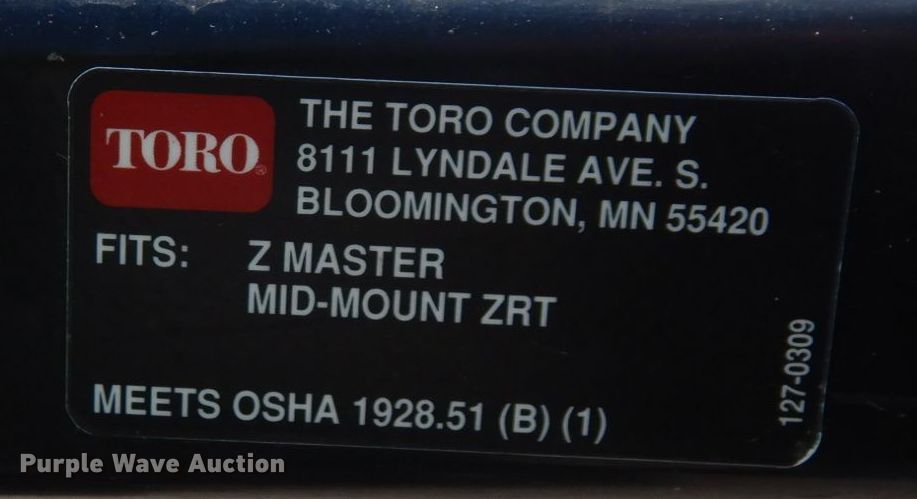 TORO®
THE TORO COMPANY
8111 LYNDALE AVE. S.
BLOOMINGTON, MN 55420
FITS: Z MASTER
MID-MOUNT ZRT
MEETS OSHA 1928.51 (B) (1)
127-0309
Purple Wave Auction